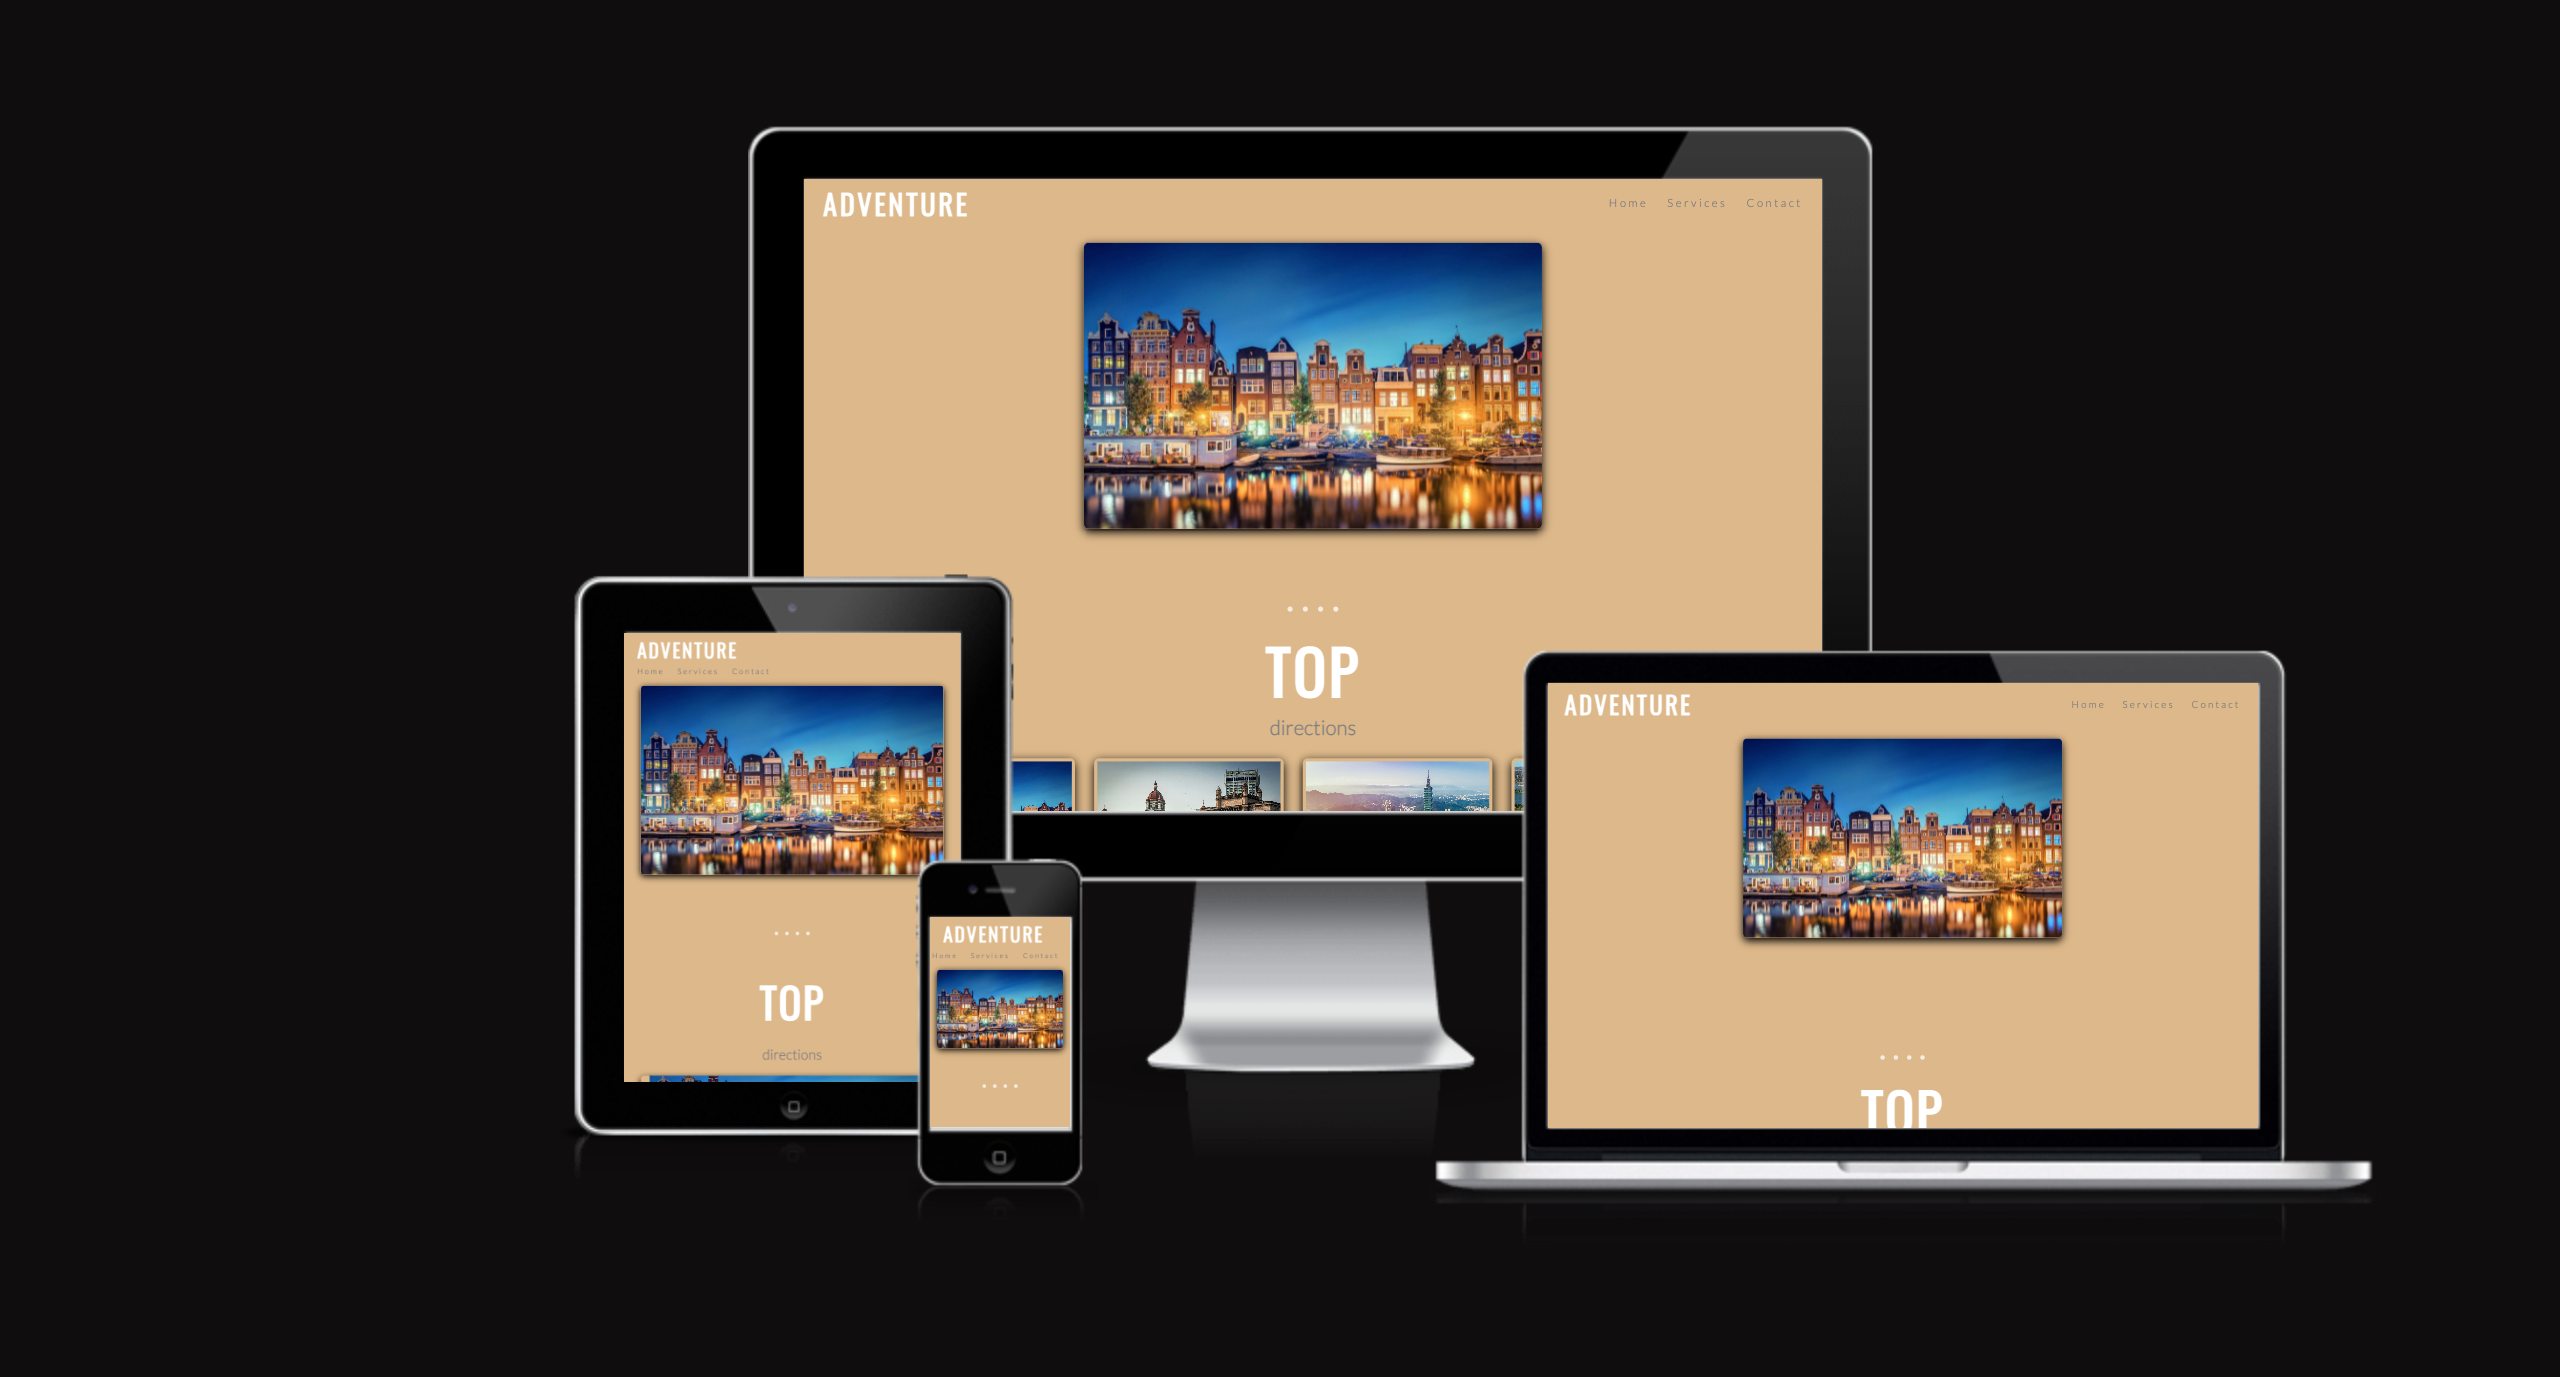 ADVENTURE
Home Services Contact
TOP
directions
ADVENTURE
Home Services Contact
TOP
directions
ADVENTURE
Home Services Contact
ADVENTURE
Home Services Contact
TOP